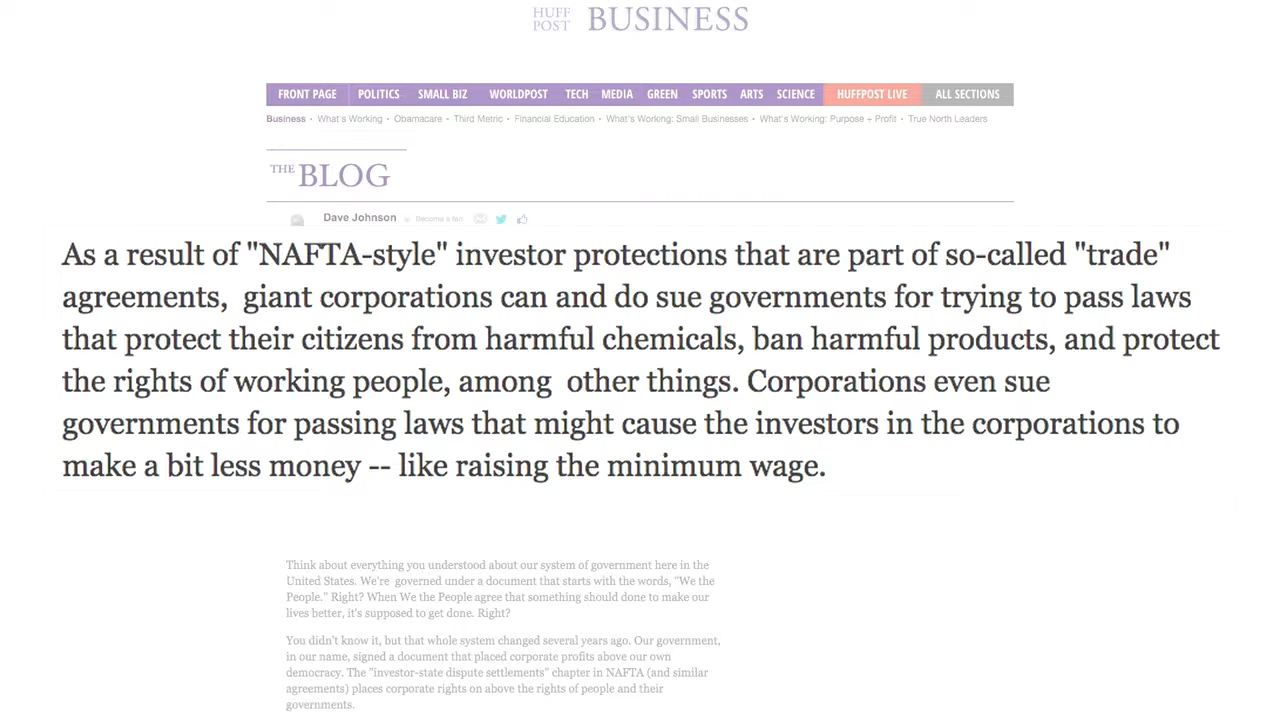 HUFF
POST BUSINESS
FRONT PAGE POLITICS SMALL BIZ WORLDPOST TECH MEDIA GREEN SPORTS ARTS SCIENCE HUFFPOST LIVE ALL SECTIONS
Business • What's Working • Obamacare • Third Metric • Financial Education • What's Working: Small Businesses • What's Working: Purpose + Profit • True North Leaders
THE BLOG
Dave Johnson Become a fan
As a result of "NAFTA-style" investor protections that are part of so-called "trade"
agreements,  giant corporations can and do sue governments for trying to pass laws
that protect their citizens from harmful chemicals, ban harmful products, and protect
the rights of working people, among  other things. Corporations even sue
governments for passing laws that might cause the investors in the corporations to
make a bit less money -- like raising the minimum wage.
Think about everything you understood about our system of government here in the
United States. We're  governed under a document that starts with the words, "We the
People." Right? When We the People agree that something should done to make our
lives better, it's supposed to get done. Right?
You didn't know it, but that whole system changed several years ago. Our government,
in our name, signed a document that placed corporate profits above our own
democracy. The "investor-state dispute settlements" chapter in NAFTA (and similar
agreements) places corporate rights on above the rights of people and their
governments.